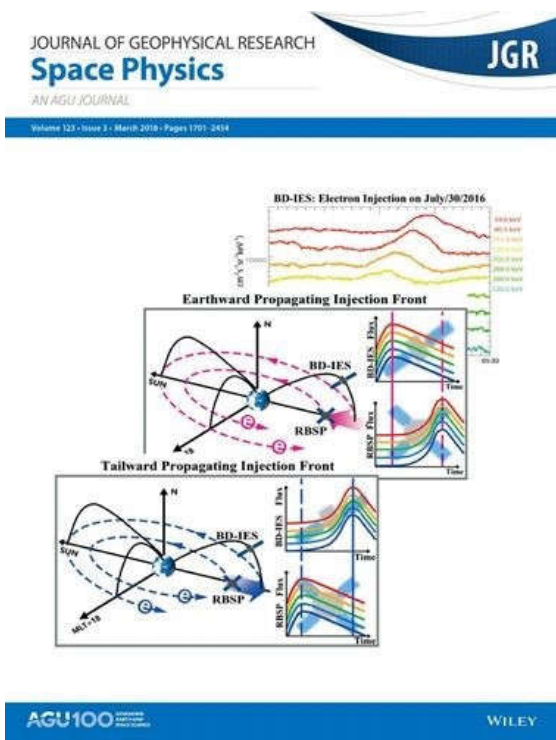 JOURNAL OF GEOPHYSICAL RESEARCH
Space Physics
AN AGU JOURNAL
JGR
Volume 123 • Issue 3 • March 2018 • Pages 1701–2454
BD-IES: Electron Injection on July/30/2016
Earthward Propagating Injection Front
N
SUN
BD-IES
RBSP
e
e
Flux
BD-IES
Time
Flux
RBSP
Time
Tailward Propagating Injection Front
N
SUN
BD-IES
RBSP
MLT=18
e
e
Flux
BD-IES
Time
Flux
RBSP
Time
AGU100
WILEY